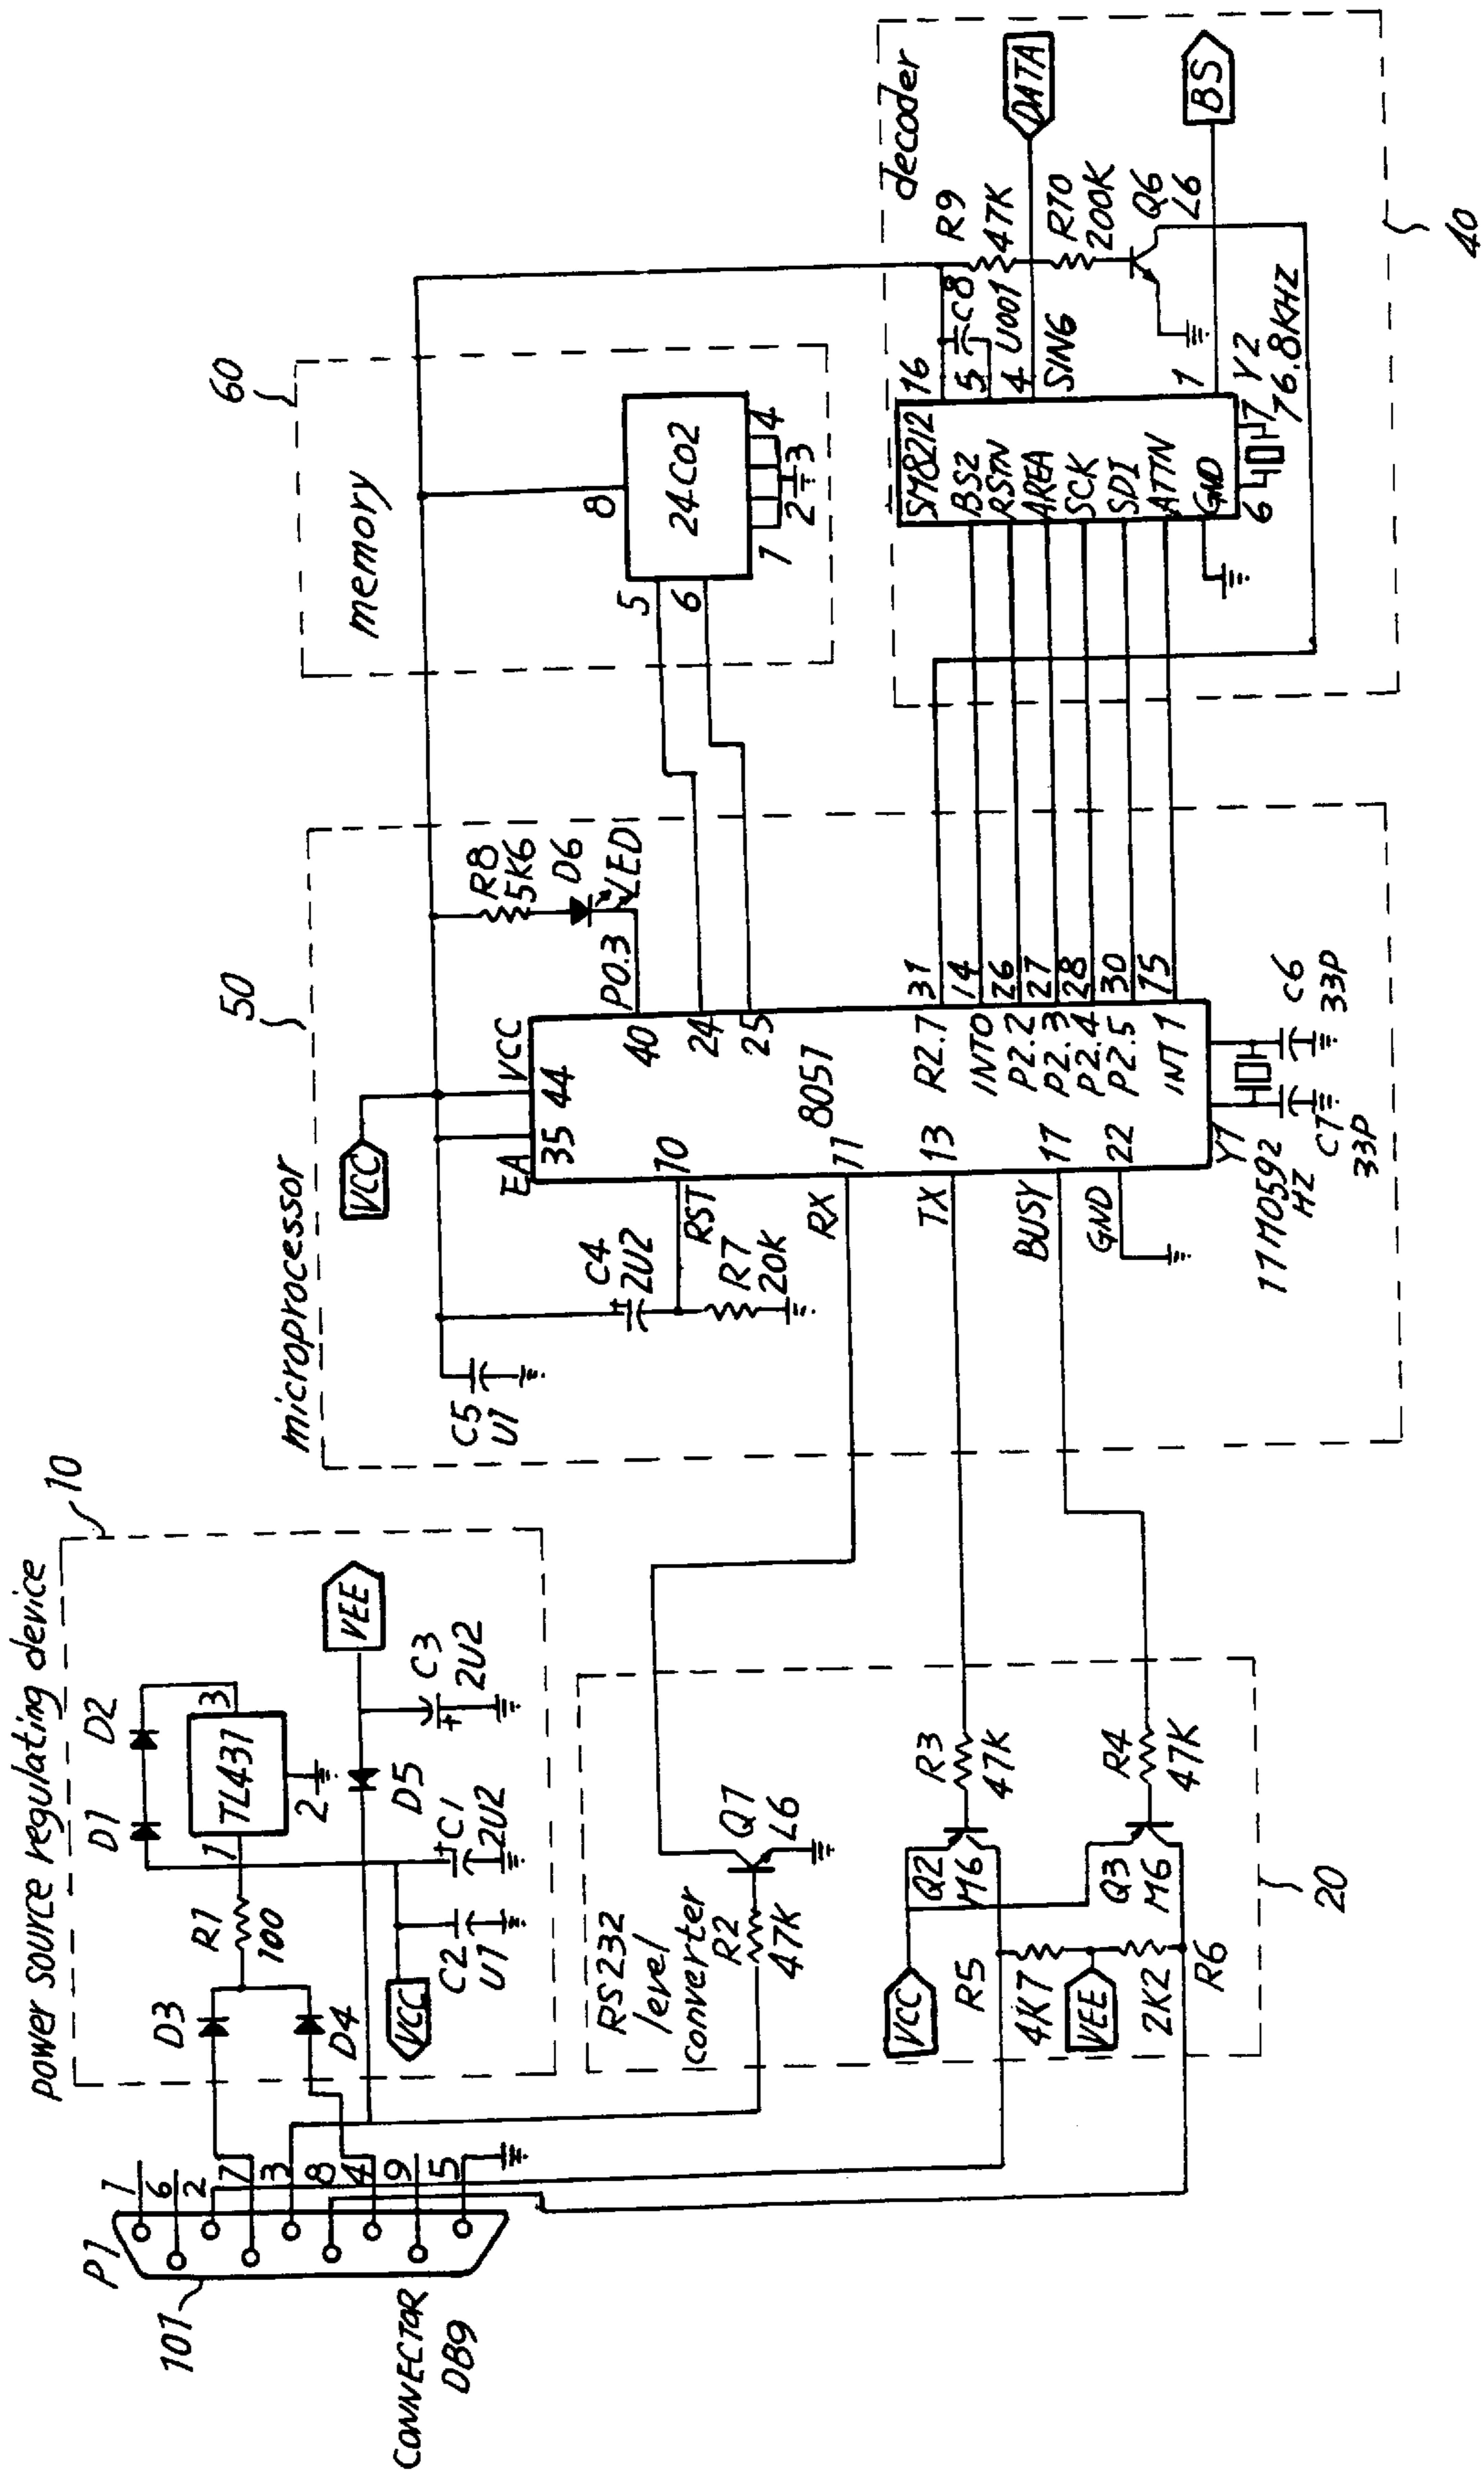 power source regulating device
10
D1
D2
TL431
1
3
2
R1
100
D3
D4
D5
VEE
VCC
C2
U1
C1
2U2
C3
2U2
P1
101
CONNECTOR
DB9
1
6
2
7
3
8
4
9
5
RS232
level
converter
20
R2
47K
Q1
L6
VCC
Q2
M6
R3
47K
Q3
M6
R4
47K
R5
4K7
VEE
2K2
R6
microprocessor
50
VCC
C5
U1
C4
2U2
RST
R7
20K
EA
VCC
35
44
10
8051
RX
11
TX
13
BUSY
17
GND
22
R8
5K6
D6
LED
P0.3
40
24
25
R2.7
31
INT0
14
P2.2
26
P2.3
27
P2.4
28
P2.5
30
INT 1
15
Y1
11M0592
HZ
C7
33P
C6
33P
memory
60
24C02
8
5
6
1
2
3
4
decoder
40
SM8212
BS2
RSTN
AREA
SCK
SDI
ATTN
GND
16
5
4
SING
1
6
7
Y2
76.8KHZ
C8
U001
R9
47K
R10
200K
Q6
L6
DATA
BS